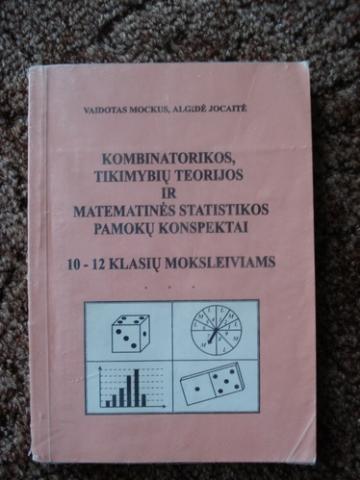 VAIDOTAS MOCKUS, ALGIDĖ JOCAITĖ
KOMBINATORIKOS,
TIKIMYBIŲ TEORIJOS
IR
MATEMATINĖS STATISTIKOS
PAMOKŲ KONSPEKTAI
10 - 12 KLASIŲ MOKSLEIVIAMS